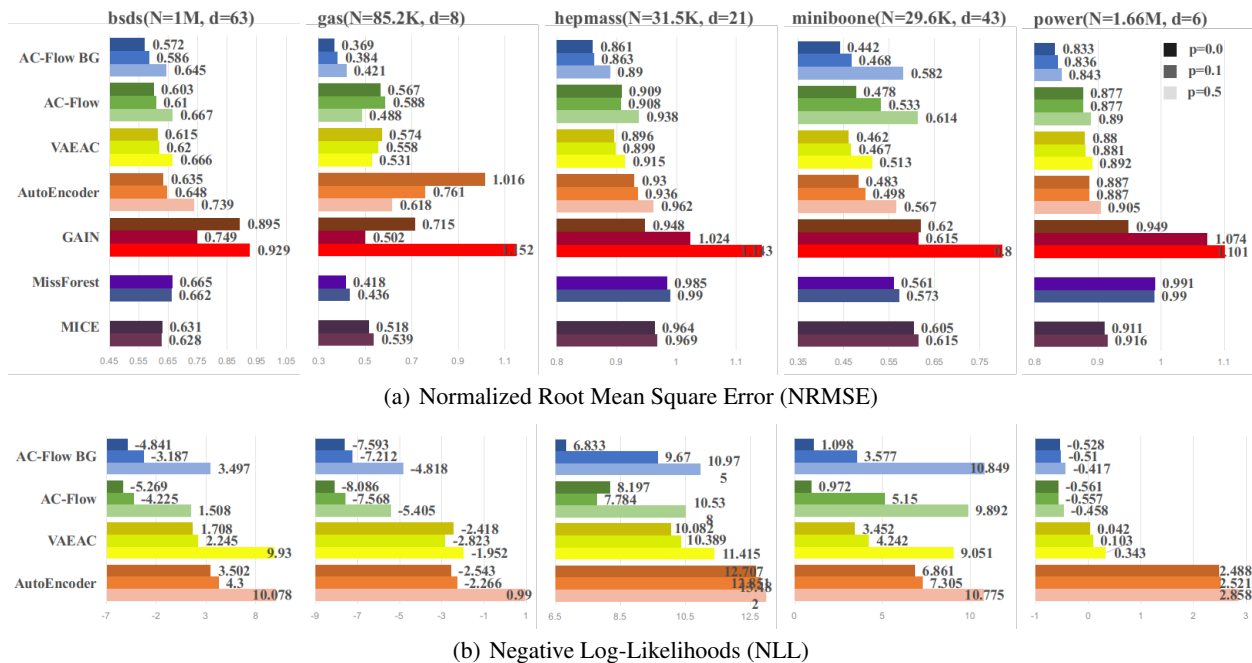 bsds(N=1M, d=63) gas(N=85.2K, d=8) hepmass(N=31.5K, d=21) miniboone(N=29.6K, d=43) power(N=1.66M, d=6)
p=0.0
p=0.1
p=0.5
AC-Flow BG
0.572 0.369 0.861 0.442 0.833
0.586 0.384 0.863 0.468 0.836
0.645 0.421 0.89 0.582 0.843
AC-Flow
0.603 0.567 0.909 0.478 0.877
0.61 0.588 0.908 0.533 0.877
0.667 0.488 0.938 0.614 0.89
VAEAC
0.615 0.574 0.896 0.462 0.88
0.62 0.558 0.899 0.467 0.881
0.666 0.531 0.915 0.513 0.892
AutoEncoder
0.635 1.016 0.93 0.483 0.887
0.648 0.761 0.936 0.498 0.887
0.739 0.618 0.962 0.567 0.905
GAIN
0.895 0.715 0.948 0.62 0.949
0.749 0.502 1.024 0.615 1.074
0.929 1.152 1.143 0.8 1.101
MissForest
0.665 0.418 0.985 0.561 0.991
0.662 0.436 0.99 0.573 0.99
MICE
0.631 0.518 0.964 0.605 0.911
0.628 0.539 0.969 0.615 0.916
0.45 0.55 0.65 0.75 0.85 0.95 1.05 0.3 0.5 0.7 0.9 1.1 0.8 0.9 1 1.1 0.35 0.45 0.55 0.65 0.75 0.8 0.9 1 1.1
(a) Normalized Root Mean Square Error (NRMSE)
AC-Flow BG
-4.841 -7.593 6.833 1.098 -0.528
-3.187 -7.212 9.67 3.577 -0.51
3.497 -4.818 10.97 10.849 -0.417
5
AC-Flow
-5.269 -8.086 8.197 0.972 -0.561
-4.225 -7.568 7.784 5.15 -0.557
1.508 -5.405 10.53 9.892 -0.458
8
VAEAC
1.708 -2.418 10.082 3.452 0.042
2.245 -2.823 10.389 4.242 0.103
9.93 -1.952 11.415 9.051 0.343
AutoEncoder
3.502 -2.543 12.707 6.861 2.488
4.3 -2.266 12.851 7.305 2.521
10.078 0.99 13.48 10.775 2.858
2
-7 -2 3 8 -9 -7 -5 -3 -1 1 6.5 8.5 10.5 12.5 0 5 10 -1 0 1 2 3
(b) Negative Log-Likelihoods (NLL)